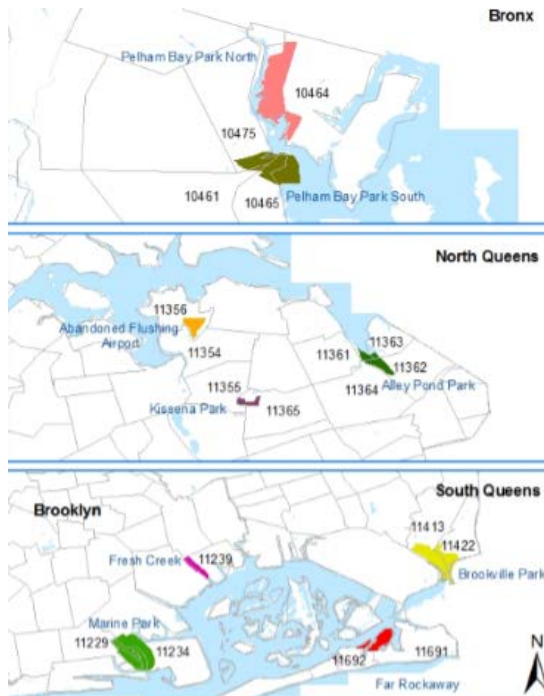 Bronx
Pelham Bay Park North
10464
10475
10461
10465
Pelham Bay Park South
North Queens
11356
Abandoned Flushing
Airport
11354
11363
11361
11362
11364
Alley Pond Park
11355
Kissena Park
11365
South Queens
Brooklyn
11413
11422
Fresh Creek
11239
Brookville Park
Marine Park
11229
11234
11692
11691
Far Rockaway
N